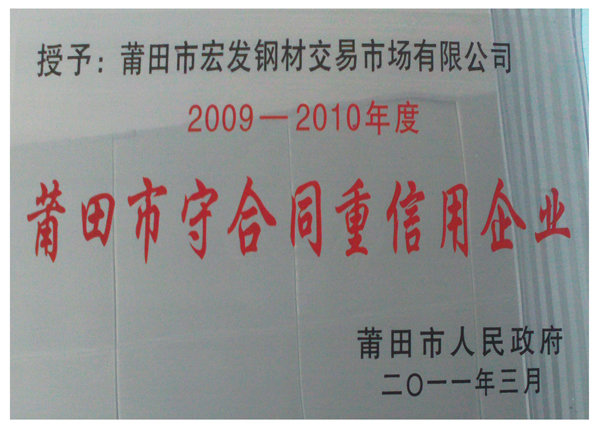 授予：莆田市宏发钢材交易市场有限公司
2009－2010年度
莆田市守合同重信用企业
莆田市人民政府
二〇一一年三月